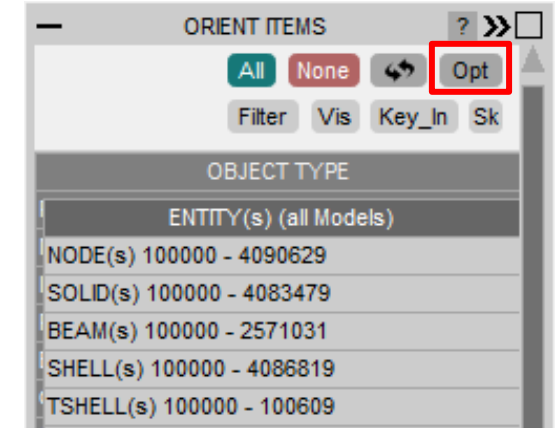 ORIENT ITEMS ?
All None Opt
Filter Vis Key_In Sk
OBJECT TYPE
ENTITY(s) (all Models)
NODE(s) 100000 - 4090629
SOLID(s) 100000 - 4083479
BEAM(s) 100000 - 2571031
SHELL(s) 100000 - 4086819
TSHELL(s) 100000 - 100609